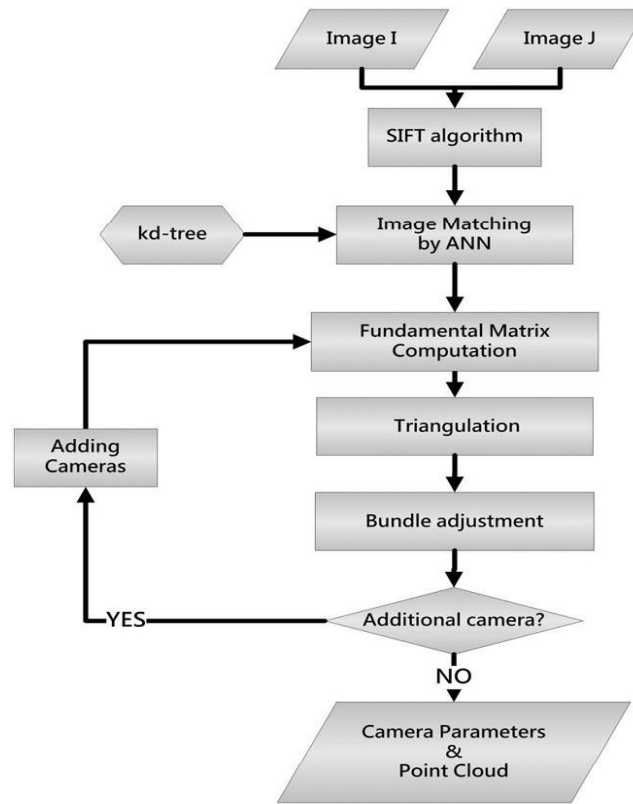 Image I
Image J
SIFT algorithm
kd-tree
Image Matching
by ANN
Fundamental Matrix
Computation
Triangulation
Adding
Cameras
Bundle adjustment
Additional camera?
YES
NO
Camera Parameters
&
Point Cloud